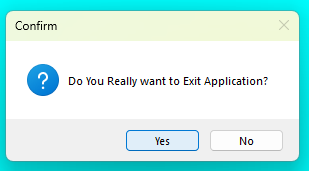 Confirm
Do You Really want to Exit Application?
Yes
No